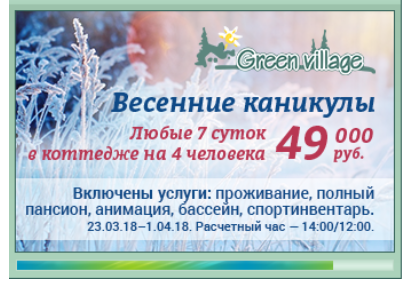 Green village
Весенние каникулы
Любые 7 суток
в коттедже на 4 человека 49 000 руб.
Включены услуги: проживание, полный
пансион, анимация, бассейн, спортинвентарь.
23.03.18–1.04.18. Расчетный час – 14:00/12:00.